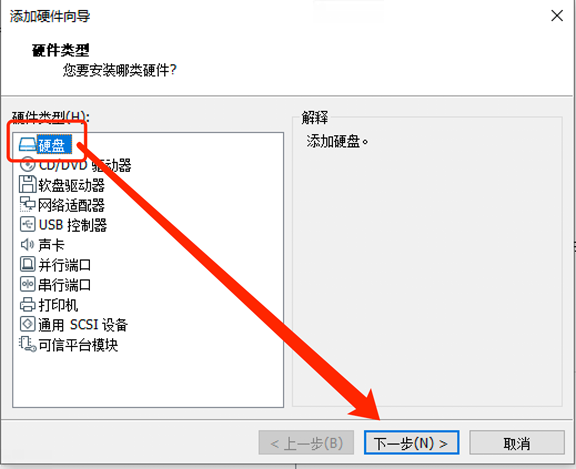 添加硬件向导
硬件类型
您要安装哪类硬件?
硬件类型(H):
硬盘
CD/DVD 驱动器
软盘驱动器
网络适配器
USB 控制器
声卡
并行端口
串行端口
打印机
通用 SCSI 设备
可信平台模块
解释
添加硬盘。
< 上一步(B)
下一步(N) >
取消